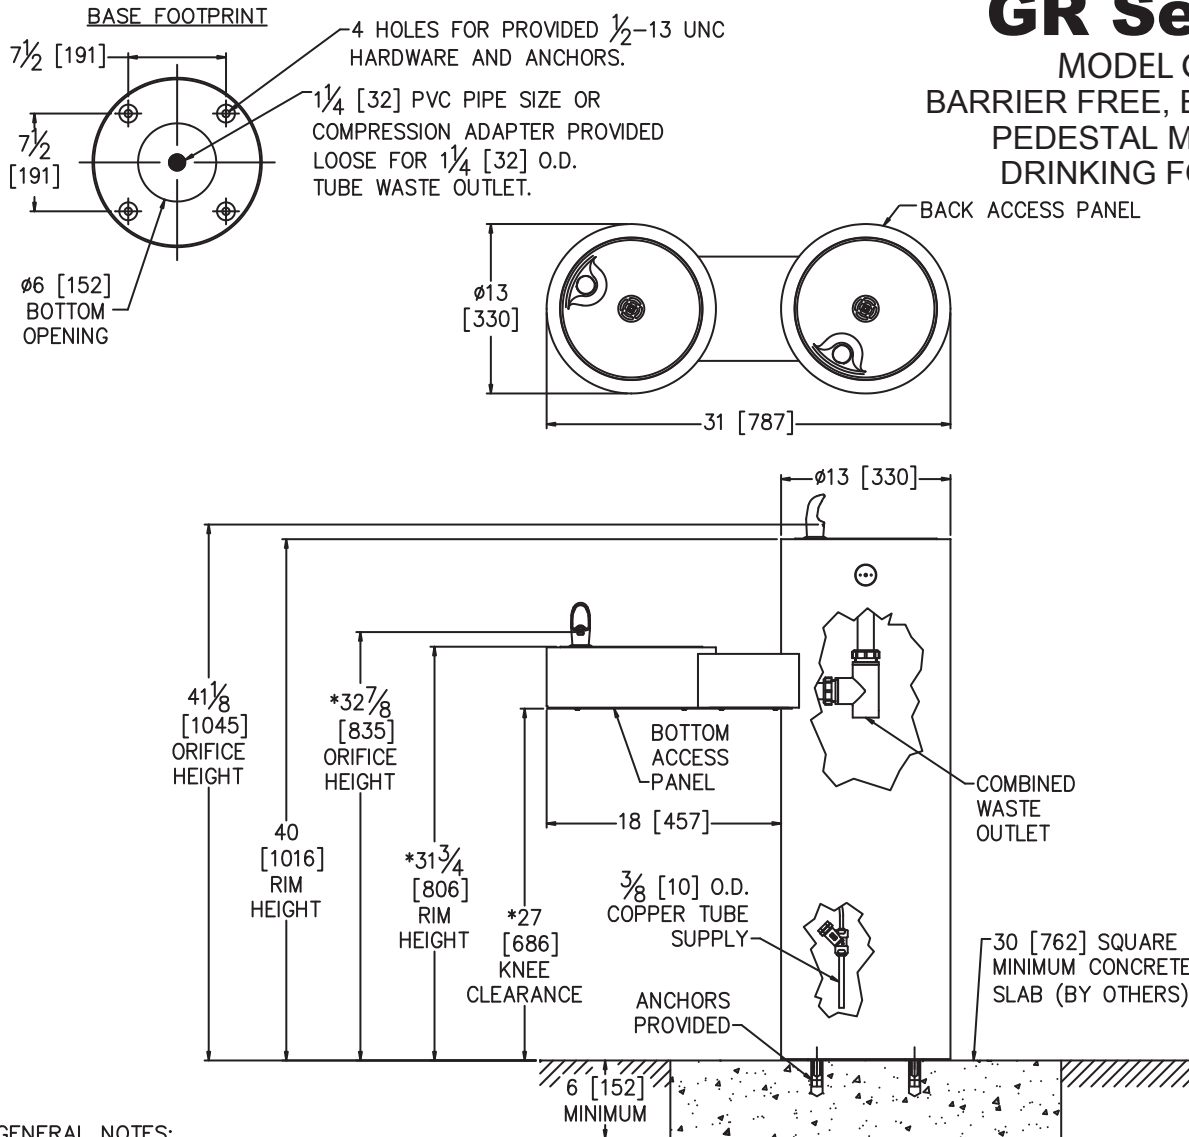 BASE FOOTPRINT
7½ [191]
7½
[191]
ø6 [152]
BOTTOM
OPENING
4 HOLES FOR PROVIDED ½–13 UNC
HARDWARE AND ANCHORS.
1¼ [32] PVC PIPE SIZE OR
COMPRESSION ADAPTER PROVIDED
LOOSE FOR 1¼ [32] O.D.
TUBE WASTE OUTLET.
GR Se
MODEL
BARRIER FREE,
PEDESTAL
DRINKING
BACK ACCESS PANEL
ø13
[330]
31 [787]
ø13 [330]
41⅛
[1045]
ORIFICE
HEIGHT
40
[1016]
RIM
HEIGHT
*32⅞
[835]
ORIFICE
HEIGHT
*31¾
[806]
RIM
HEIGHT
*27
[686]
KNEE
CLEARANCE
BOTTOM
ACCESS
PANEL
18 [457]
COMBINED
WASTE
OUTLET
⅜ [10] O.D.
COPPER TUBE
SUPPLY
ANCHORS
PROVIDED
30 [762] SQUARE
MINIMUM CONCRETE
SLAB (BY OTHERS)
6 [152]
MINIMUM
GENERAL NOTES: